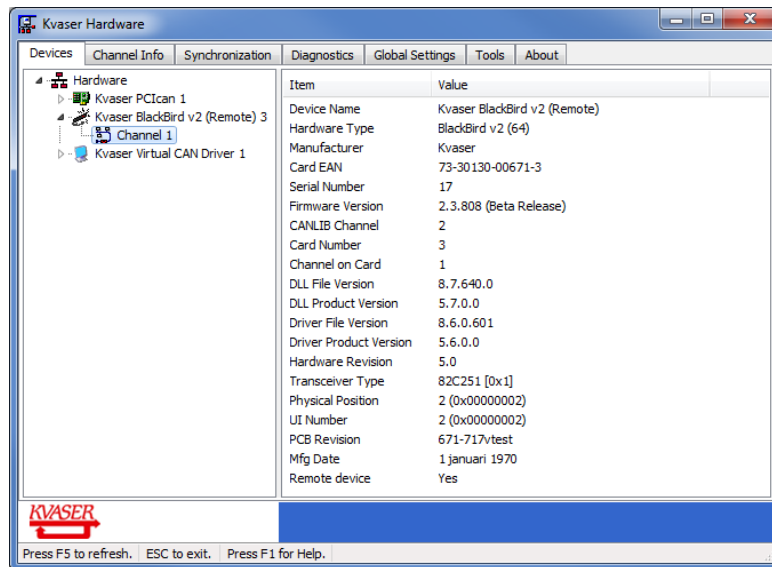 Kvaser Hardware
Devices Channel Info Synchronization Diagnostics Global Settings Tools About
Hardware
Kvaser PCIcan 1
Kvaser BlackBird v2 (Remote) 3
Channel 1
Kvaser Virtual CAN Driver 1
Item Value
Device Name Kvaser BlackBird v2 (Remote)
Hardware Type BlackBird v2 (64)
Manufacturer Kvaser
Card EAN 73-30130-00671-3
Serial Number 17
Firmware Version 2.3.808 (Beta Release)
CANLIB Channel 2
Card Number 3
Channel on Card 1
DLL File Version 8.7.640.0
DLL Product Version 5.7.0.0
Driver File Version 8.6.0.601
Driver Product Version 5.6.0.0
Hardware Revision 5.0
Transceiver Type 82C251 [0x1]
Physical Position 2 (0x00000002)
UI Number 2 (0x00000002)
PCB Revision 671-717vtest
Mfg Date 1 januari 1970
Remote device Yes
KVASER
Press F5 to refresh. ESC to exit. Press F1 for Help.